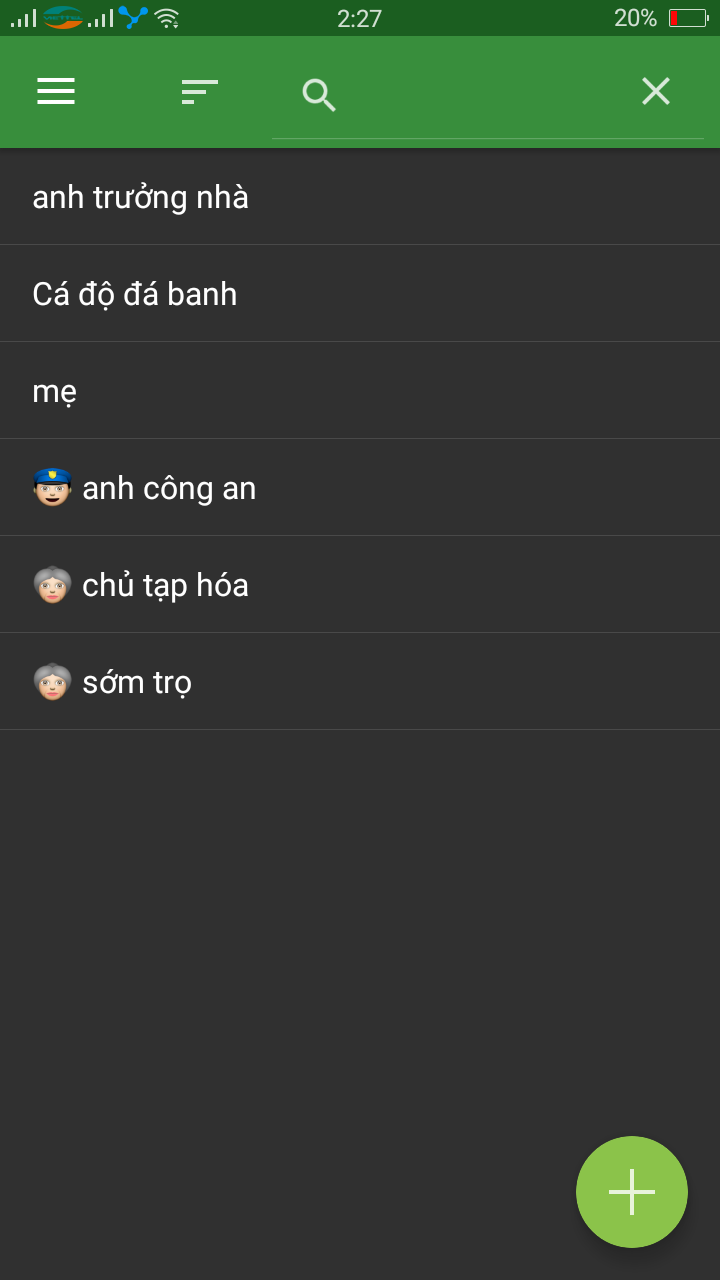 2:27
20%
anh trưởng nhà
Cá độ đá banh
mẹ
anh công an
chủ tạp hóa
sớm trọ